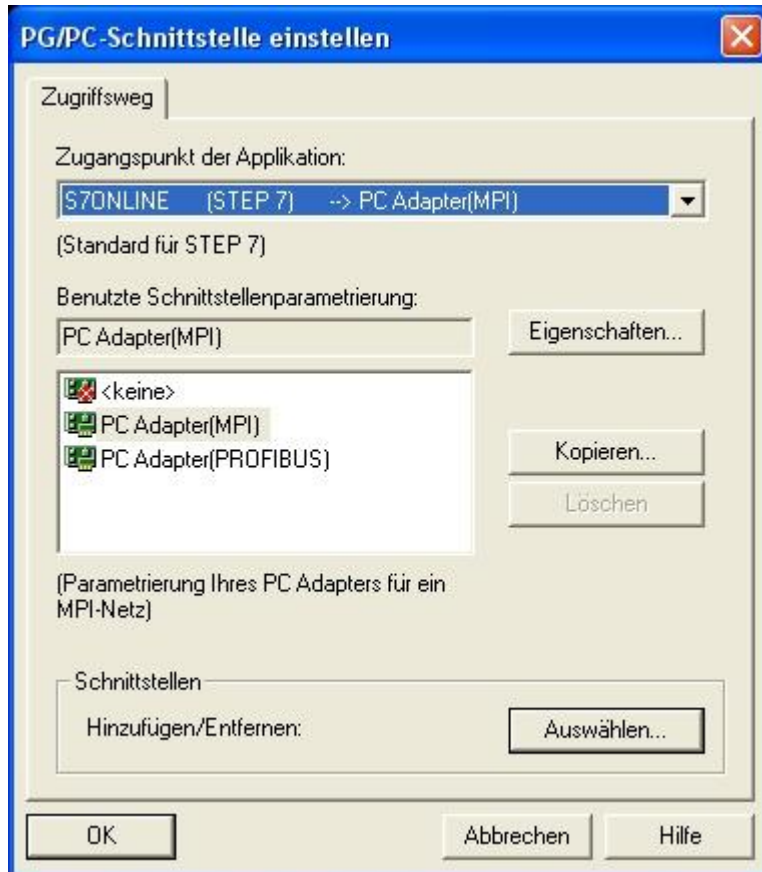 PG/PC-Schnittstelle einstellen
Zugriffsweg
Zugangspunkt der Applikation:
S7ONLINE (STEP 7) --> PC Adapter(MPI)
(Standard für STEP 7)
Benutzte Schnittstellenparametrierung:
PC Adapter(MPI)
Eigenschaften...
<keine>
PC Adapter(MPI)
PC Adapter(PROFIBUS)
Kopieren...
Löschen
(Parametrierung Ihres PC Adapters für ein
MPI-Netz)
Schnittstellen
Hinzufügen/Entfernen:
Auswählen...
OK
Abbrechen
Hilfe